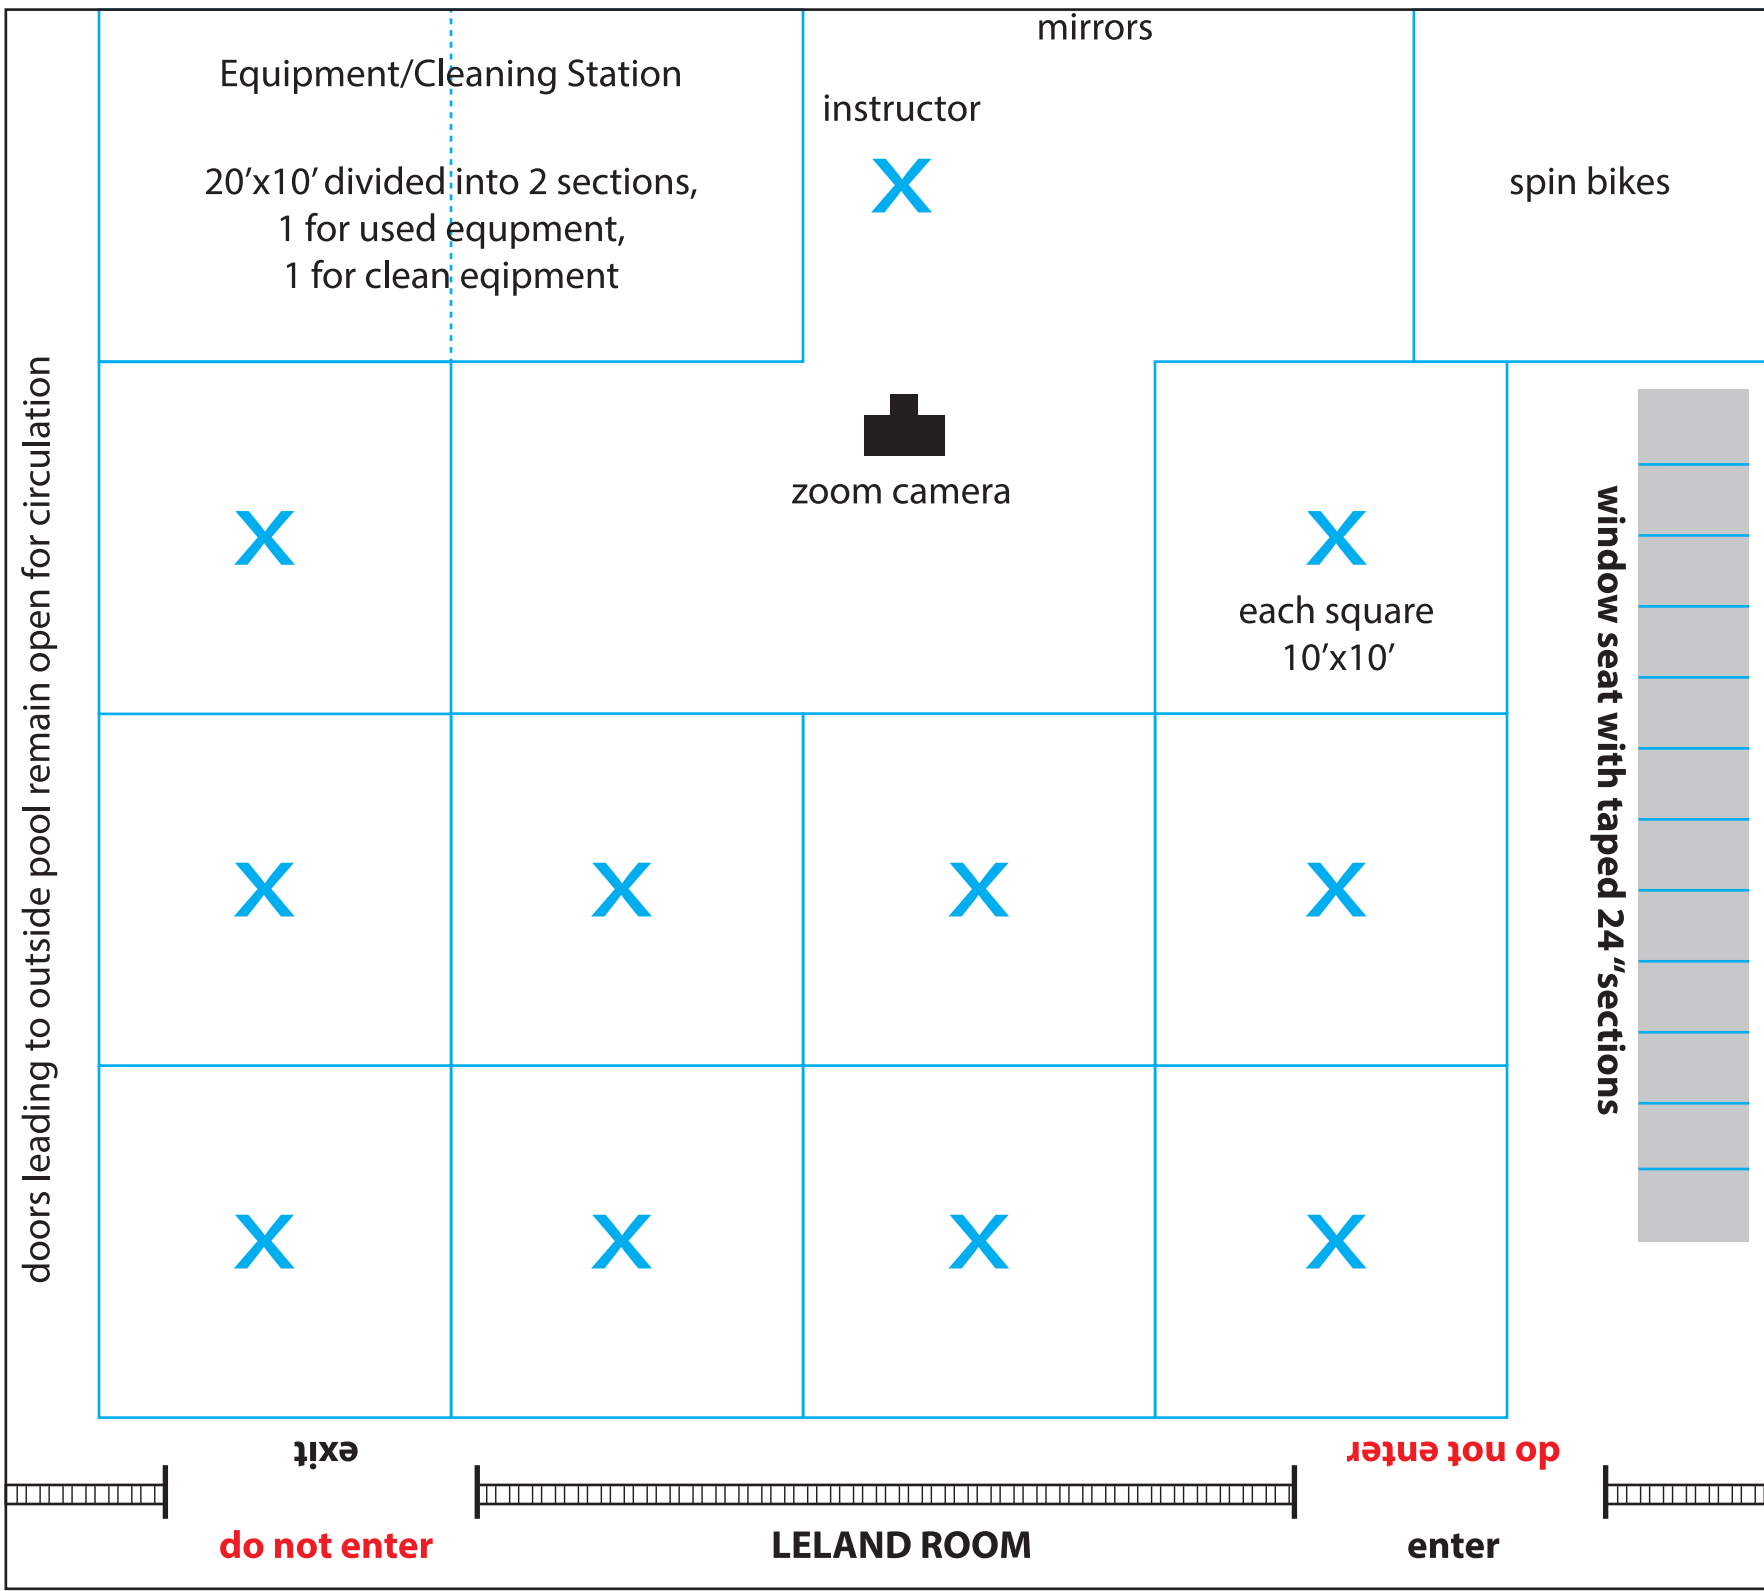 mirrors
Equipment/Cleaning Station
instructor
20’x10’ divided into 2 sections,
1 for used equpment,
1 for clean eqipment
spin bikes
doors leading to outside pool remain open for circulation
X
zoom camera
X
each square
10’x10’
window seat with taped 24 “sections
X
X
X
X
X
X
X
X
X
exit
do not enter
do not enter
LELAND ROOM
enter